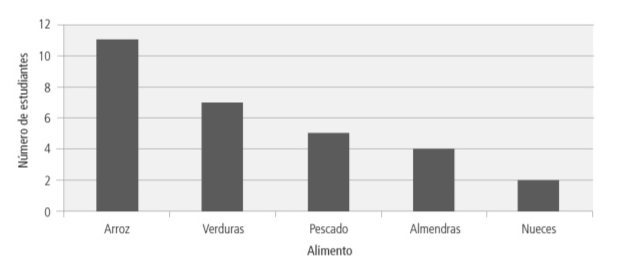 12
10
8
6
4
2
0
Número de estudiantes
Arroz Verduras Pescado Almendras Nueces
Alimento